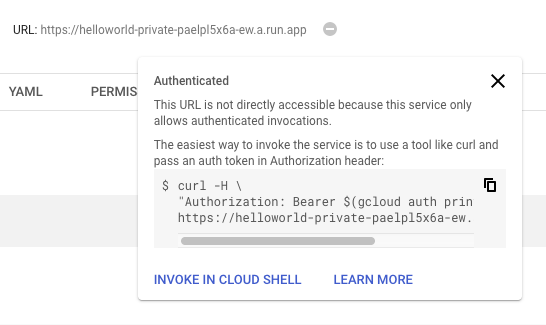 URL: https://helloworld-private-paelpl5x6a-ew.a.run.app
YAML PERMIS
Authenticated
This URL is not directly accessible because this service only
allows authenticated invocations.
The easiest way to invoke the service is to use a tool like curl and
pass an auth token in Authorization header:
$ curl -H \
"Authorization: Bearer $(gcloud auth prin
https://helloworld-private-paelpl5x6a-ew.
INVOKE IN CLOUD SHELL LEARN MORE